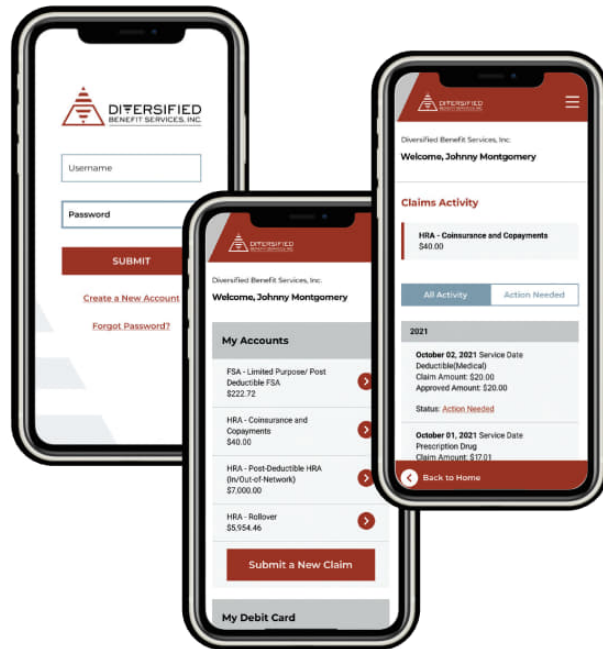 DIVERSIFIED
BENEFIT SERVICES, INC.
Username
Password
SUBMIT
Create a New Account
Forgot Password?
DIVERSIFIED
BENEFIT SERVICES, INC.
Diversified Benefit Services, Inc.
Welcome, Johnny Montgomery
My Accounts
FSA - Limited Purpose/ Post
Deductible FSA
$222.72
HRA - Coinsurance and
Copayments
$40.00
HRA - Post-Deductible HRA
(In/Out-of-Network)
$7,000.00
HRA - Rollover
$5,954.46
Submit a New Claim
My Debit Card
DIVERSIFIED
BENEFIT SERVICES, INC.
Diversified Benefit Services, Inc.
Welcome, Johnny Montgomery
Claims Activity
HRA - Coinsurance and Copayments
$40.00
All Activity
Action Needed
2021
October 02, 2021 Service Date
Deductible(Medical)
Claim Amount: $20.00
Approved Amount: $20.00
Status: Action Needed
October 01, 2021 Service Date
Prescription Drug
Claim Amount: $17.01
Back to Home